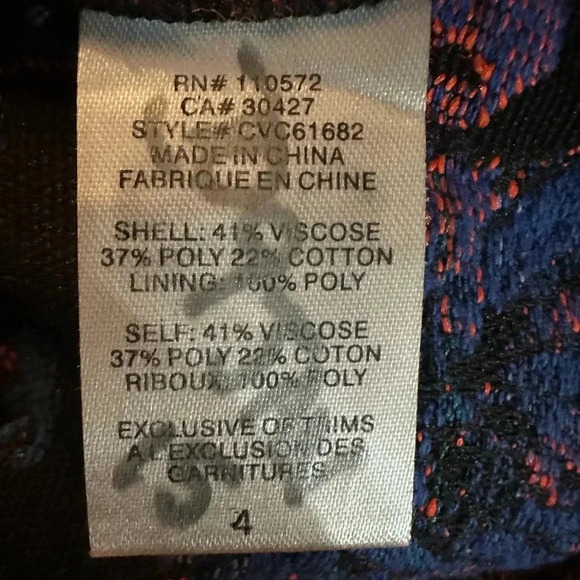 RN# 110572
CA# 30427
STYLE# CVC61682
MADE IN CHINA
FABRIQUE EN CHINE
SHELL: 41% VISCOSE
37% POLY 22% COTTON
LINING: 100% POLY
SELF: 41% VISCOSE
37% POLY 22% COTON
RIBOUX: 100% POLY
EXCLUSIVE OF TRIMS
A L'EXCLUSION DES
GARNITURES
4